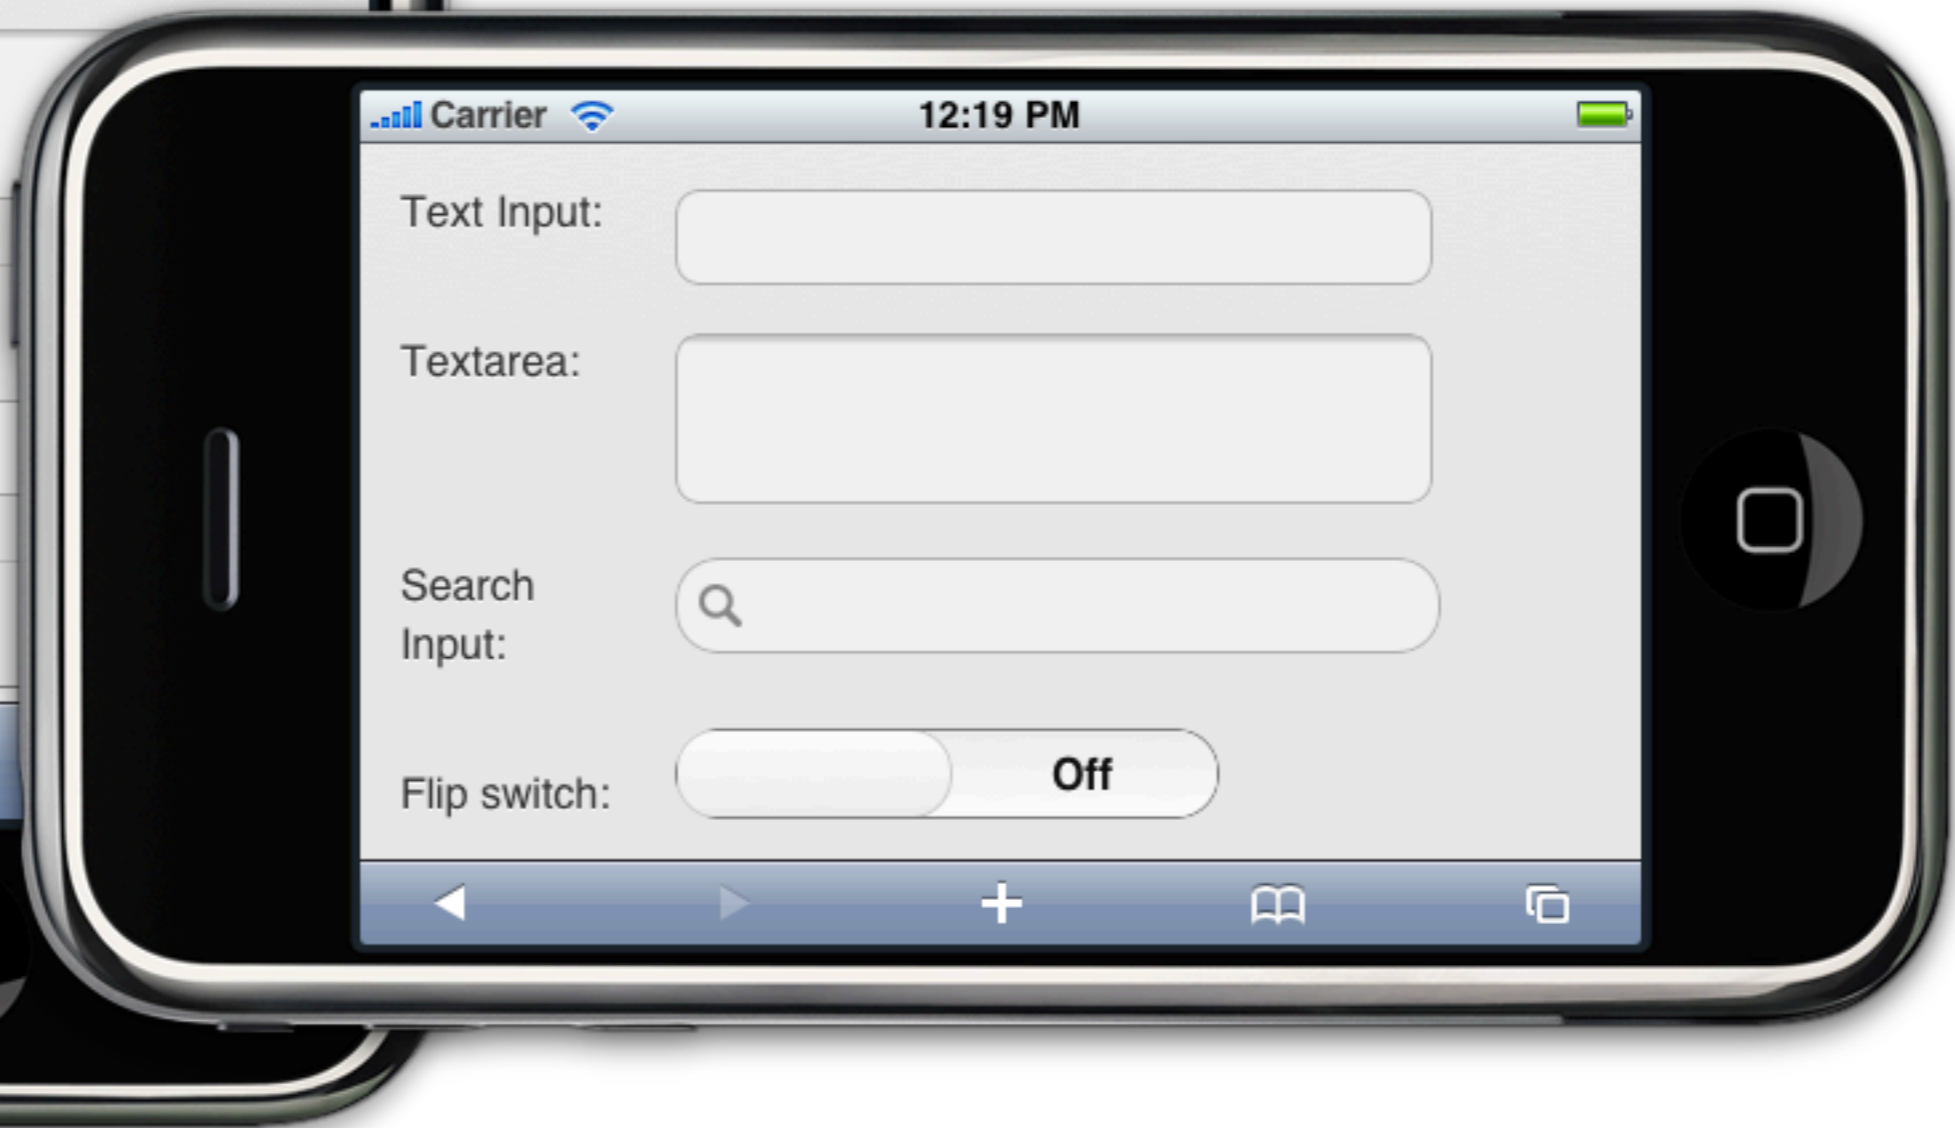 Carrier 12:19 PM
Text Input:
Textarea:
Search
Input:
Flip switch: Off